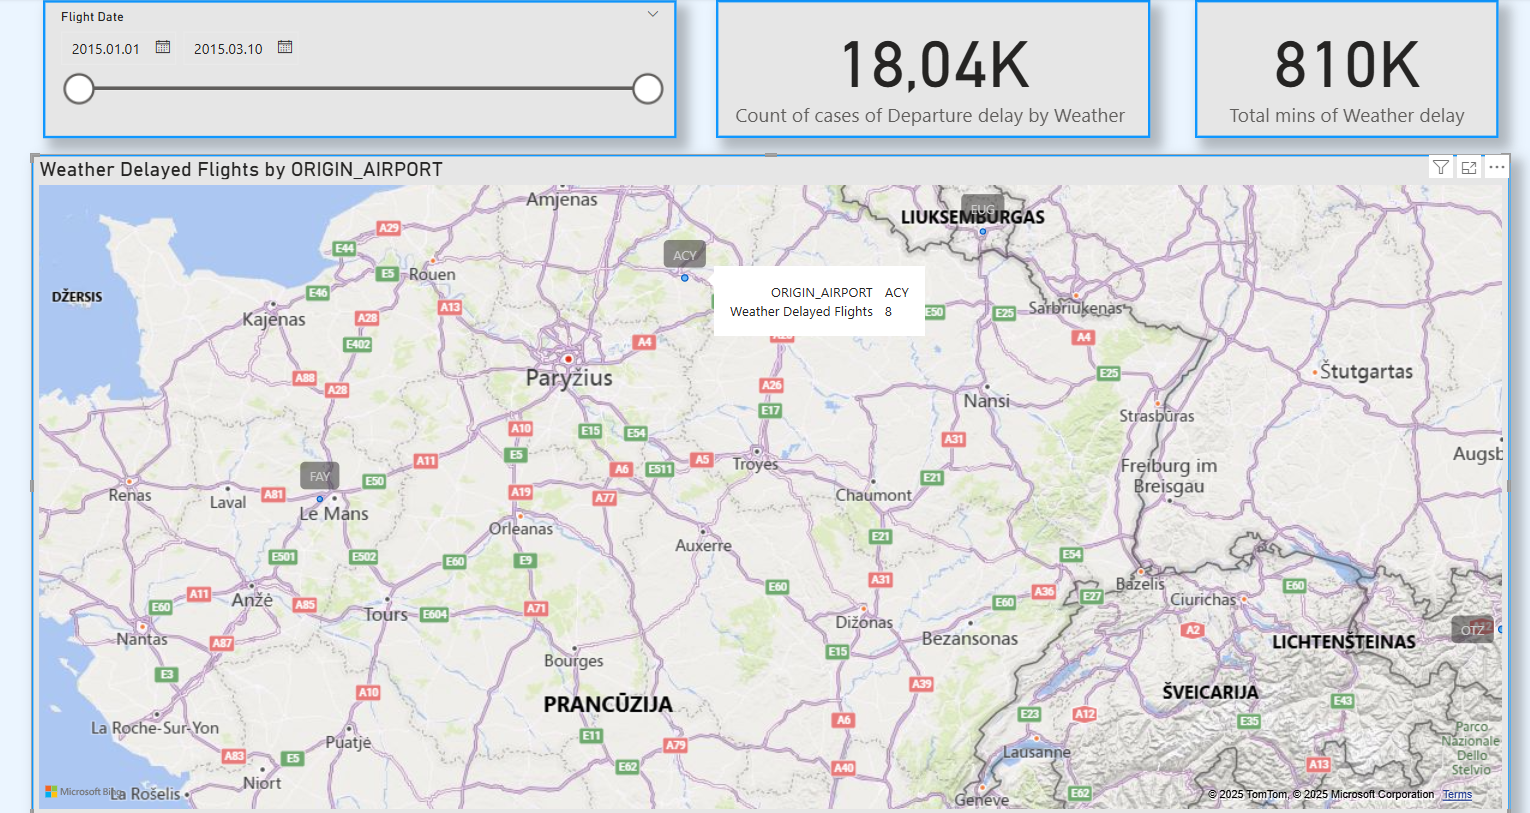 Flight Date
2015.01.01
2015.03.10
18,04K
Count of cases of Departure delay by Weather
810K
Total mins of Weather delay
Weather Delayed Flights by ORIGIN_AIRPORT
Amjenas
EUG
LIUKSEMBURGAS
A29
E44
ACY
Rouen
E5
DŽERSIS
E46
ORIGIN_AIRPORT ACY
Weather Delayed Flights 8
Sarbriukenas
A13
Kajenas
A28
E50
E25
E402
A4
A4
Paryžius
A88
A28
A26
E25
Štutgartas
Nansi
E17
Strasbūras
A10
E15
E54
A31
Augsb
E5
A11
A6
E511
A5
Troyes
Freiburg im
Breisgau
FAY
E50
E21
Renas
Laval
A81
Le Mans
A19
A77
Chaumont
Orleanas
E21
Auxerre
E501
E502
E60
E9
E54
A31
Bazelis
A11
Anžė
A85
E60
E60
A36
E27
E60
Ciurichas
E60
Tours
E604
A71
Dižonas
Nantas
A87
Bezansonas
A2
OTZ
LICHTENŠTEINAS
E15
Bourges
E3
A10
A39
ŠVEICARIJA
PRANCŪZIJA
E43
La Roche-Sur-Yon
A6
E23
A12
E35
Puatjė
E11
A79
Lausanne
Parco
Nazionale
Dello
Stelvio
A83
E5
E62
A40
A13
Niort
Microsoft Bing
La Rošelis
Geneve
E62
© 2025 TomTom, © 2025 Microsoft Corporation Terms